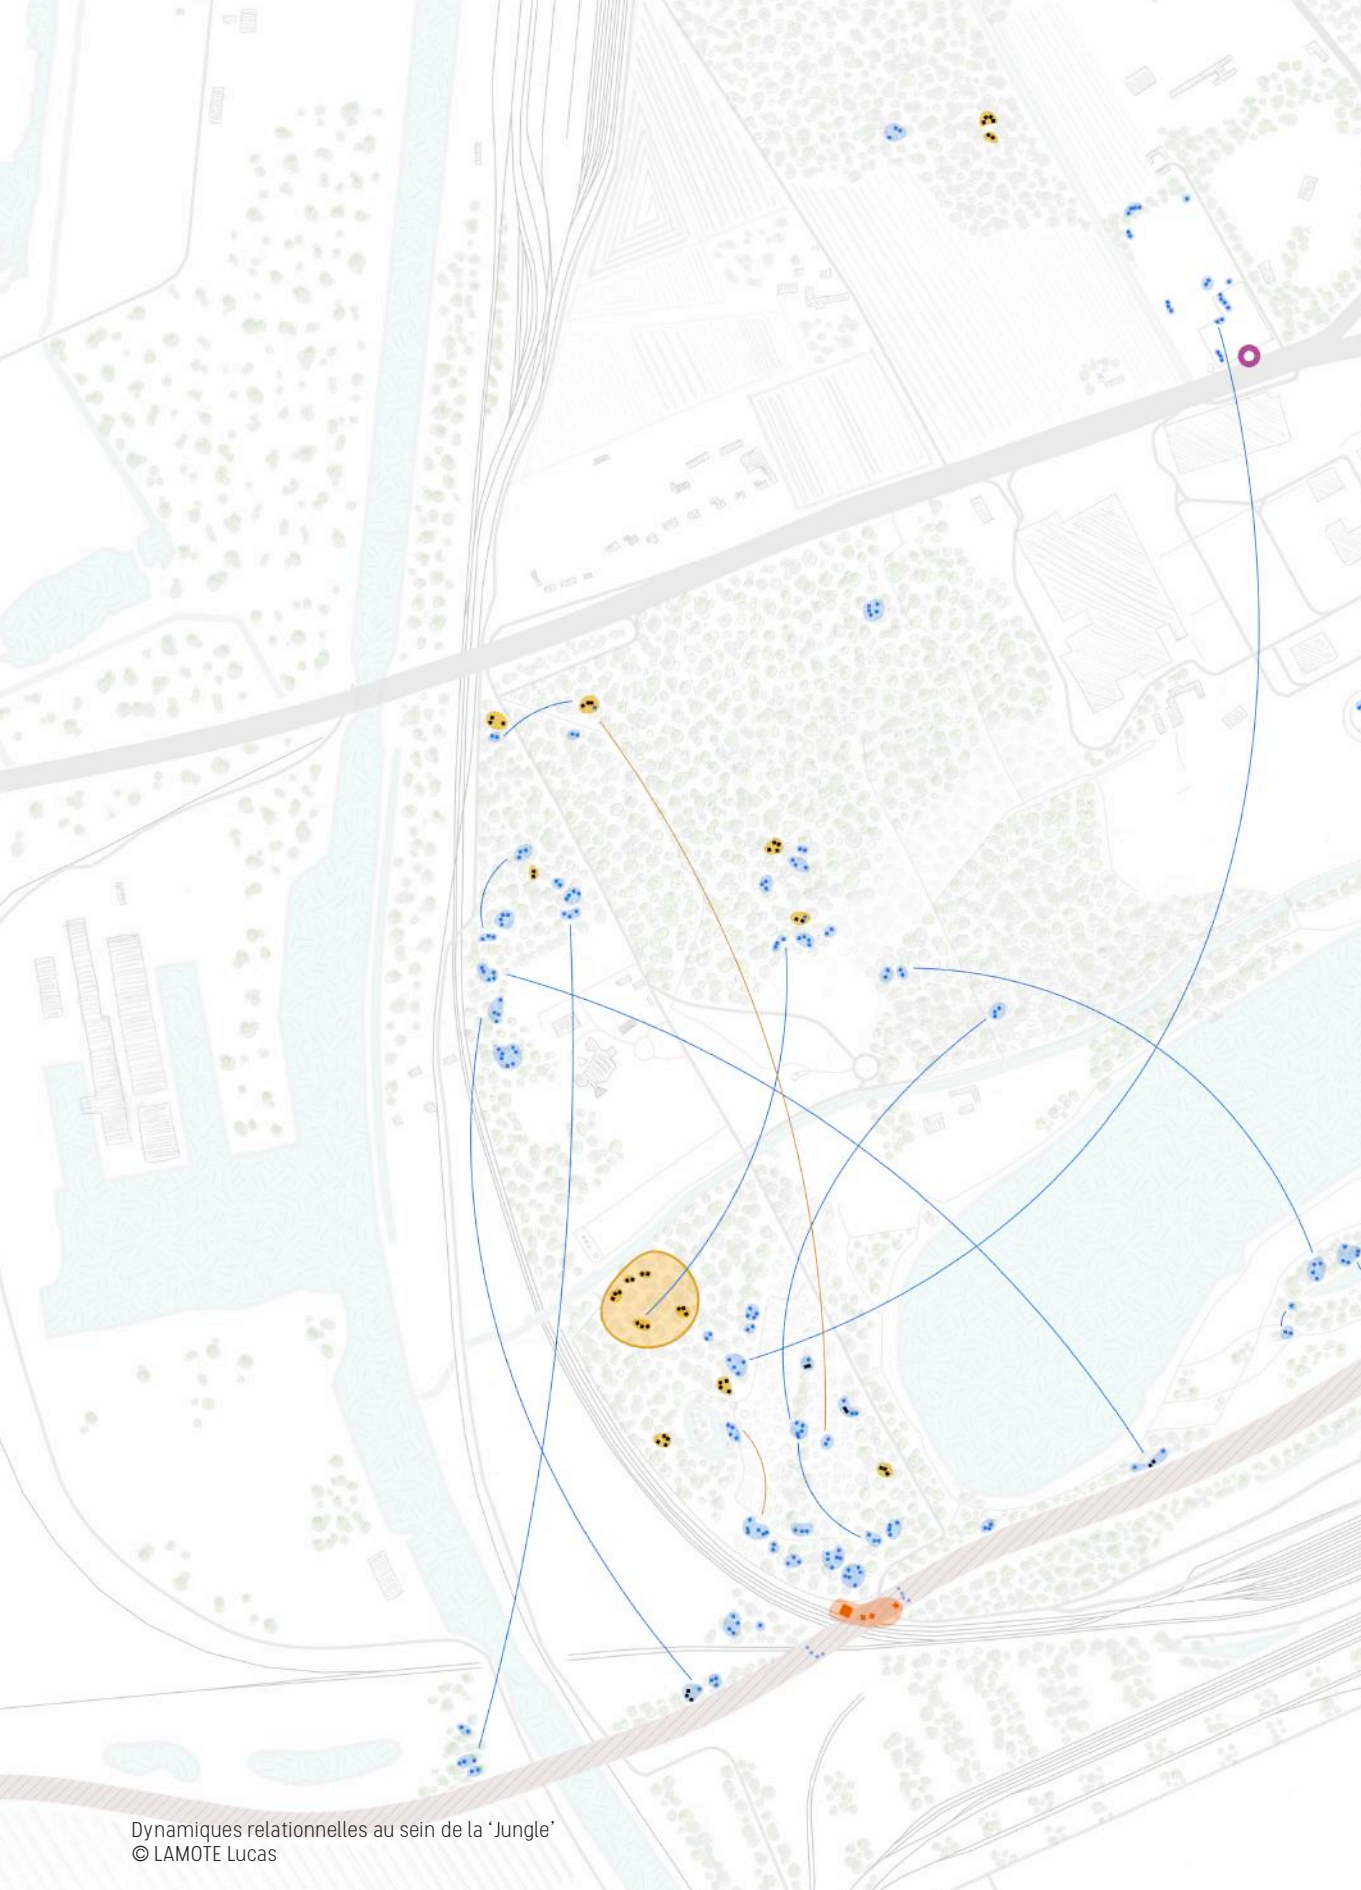 Dynamiques relationnelles au sein de la ‘Jungle’
© LAMOTE Lucas